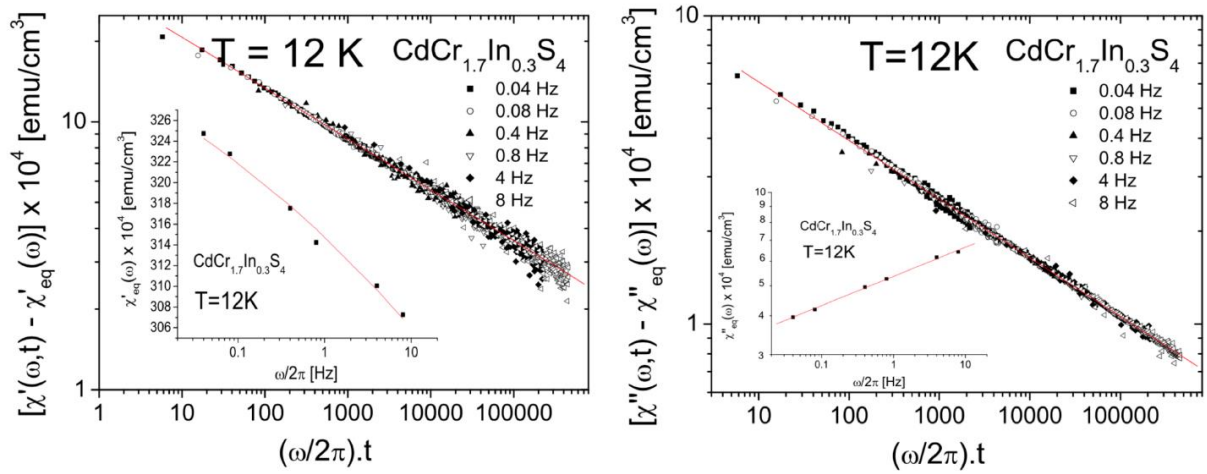 T = 12 K
CdCr1.7In0.3S4
0.04 Hz
0.08 Hz
0.4 Hz
0.8 Hz
4 Hz
8 Hz
10
1
[χ'(ω,t) - χ'eq(ω)] x 10^4 [emu/cm^3]
1 10 100 1000 10000 100000
(ω/2π).t
326
324
322
320
318
316
314
312
310
308
306
χ'eq(ω) x 10^4 [emu/cm^3]
CdCr1.7In0.3S4
T=12K
0.1 1 10
ω/2π [Hz]
T=12K
CdCr1.7In0.3S4
0.04 Hz
0.08 Hz
0.4 Hz
0.8 Hz
4 Hz
8 Hz
10
1
[χ"(ω,t) - χ"eq(ω)] x 10^4 [emu/cm^3]
10 100 1000 10000 100000
(ω/2π).t
10
9
8
7
6
5
4
3
χ"eq(ω) x 10^4 [emu/cm^3]
CdCr1.7In0.3S4
T=12K
0.1 1 10
ω/2π [Hz]